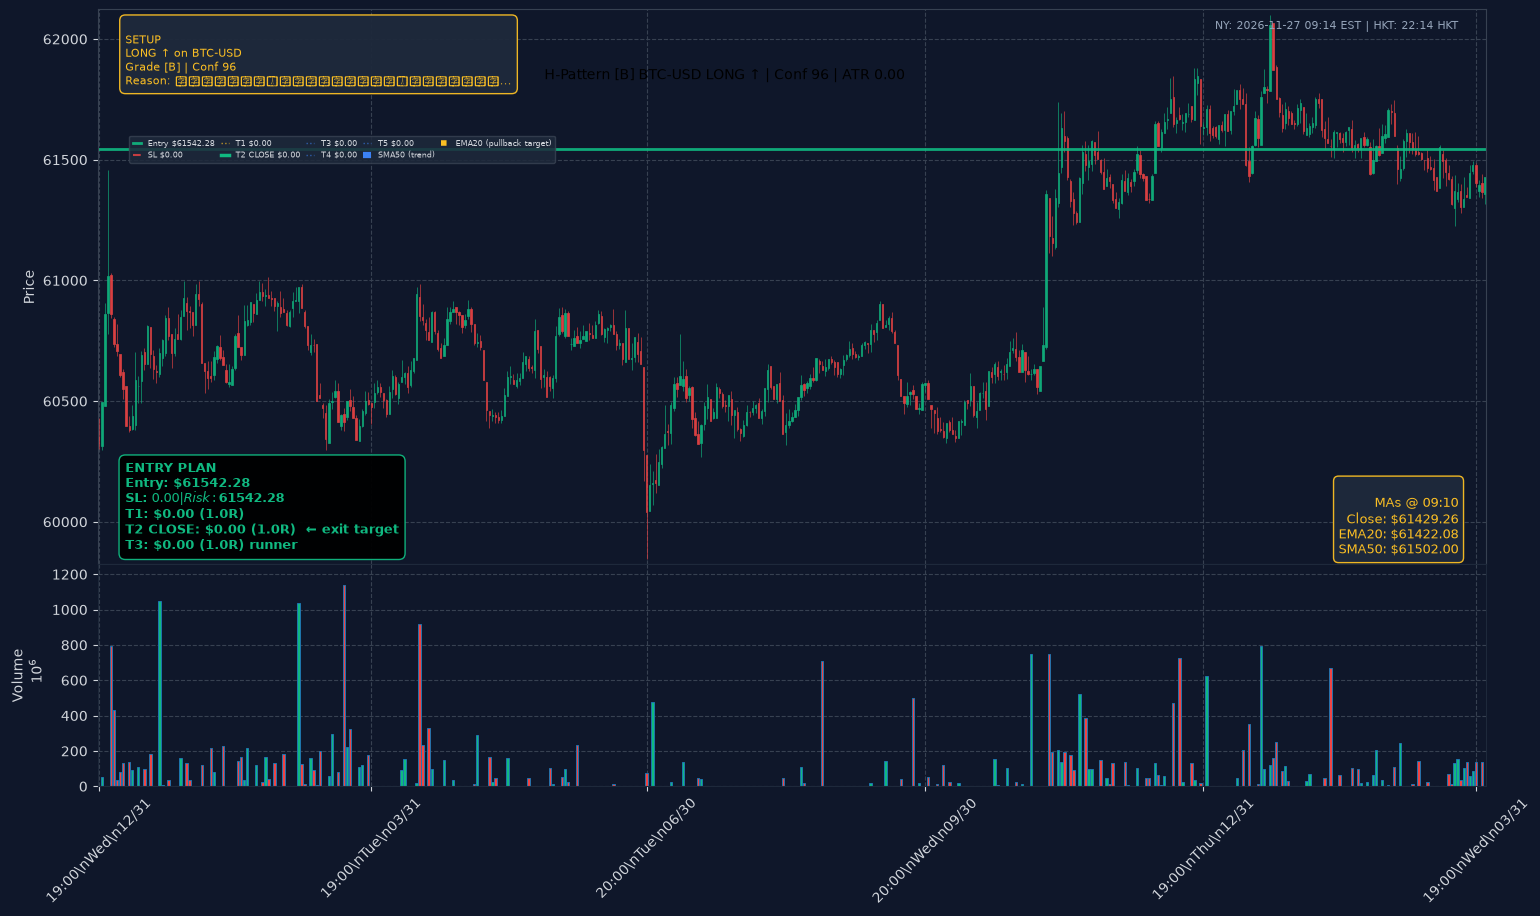 SETUP
LONG ↑ on BTC-USD
Grade [B] | Conf 96
Reason:
NY: 2026-11-27 09:14 EST | HKT: 22:14 HKT
H-Pattern [B] BTC-USD LONG ↑ | Conf 96 | ATR 0.00
Entry $61542.28
SL $0.00
T1 $0.00
T2 CLOSE $0.00
T3 $0.00
T4 $0.00
T5 $0.00
SMA50 (trend)
EMA20 (pullback target)
Price
62000
61500
61000
60500
60000
ENTRY PLAN
Entry: $61542.28
SL: 0.00|Risk:61542.28
T1: $0.00 (1.0R)
T2 CLOSE: $0.00 (1.0R) ← exit target
T3: $0.00 (1.0R) runner
MAs @ 09:10
Close: $61429.26
EMA20: $61422.08
SMA50: $61502.00
Volume
10^6
1200
1000
800
600
400
200
0
19:00\nWed\n12/31
19:00\nTue\n03/31
20:00\nTue\n06/30
20:00\nWed\n09/30
19:00\nThu\n12/31
19:00\nWed\n03/31